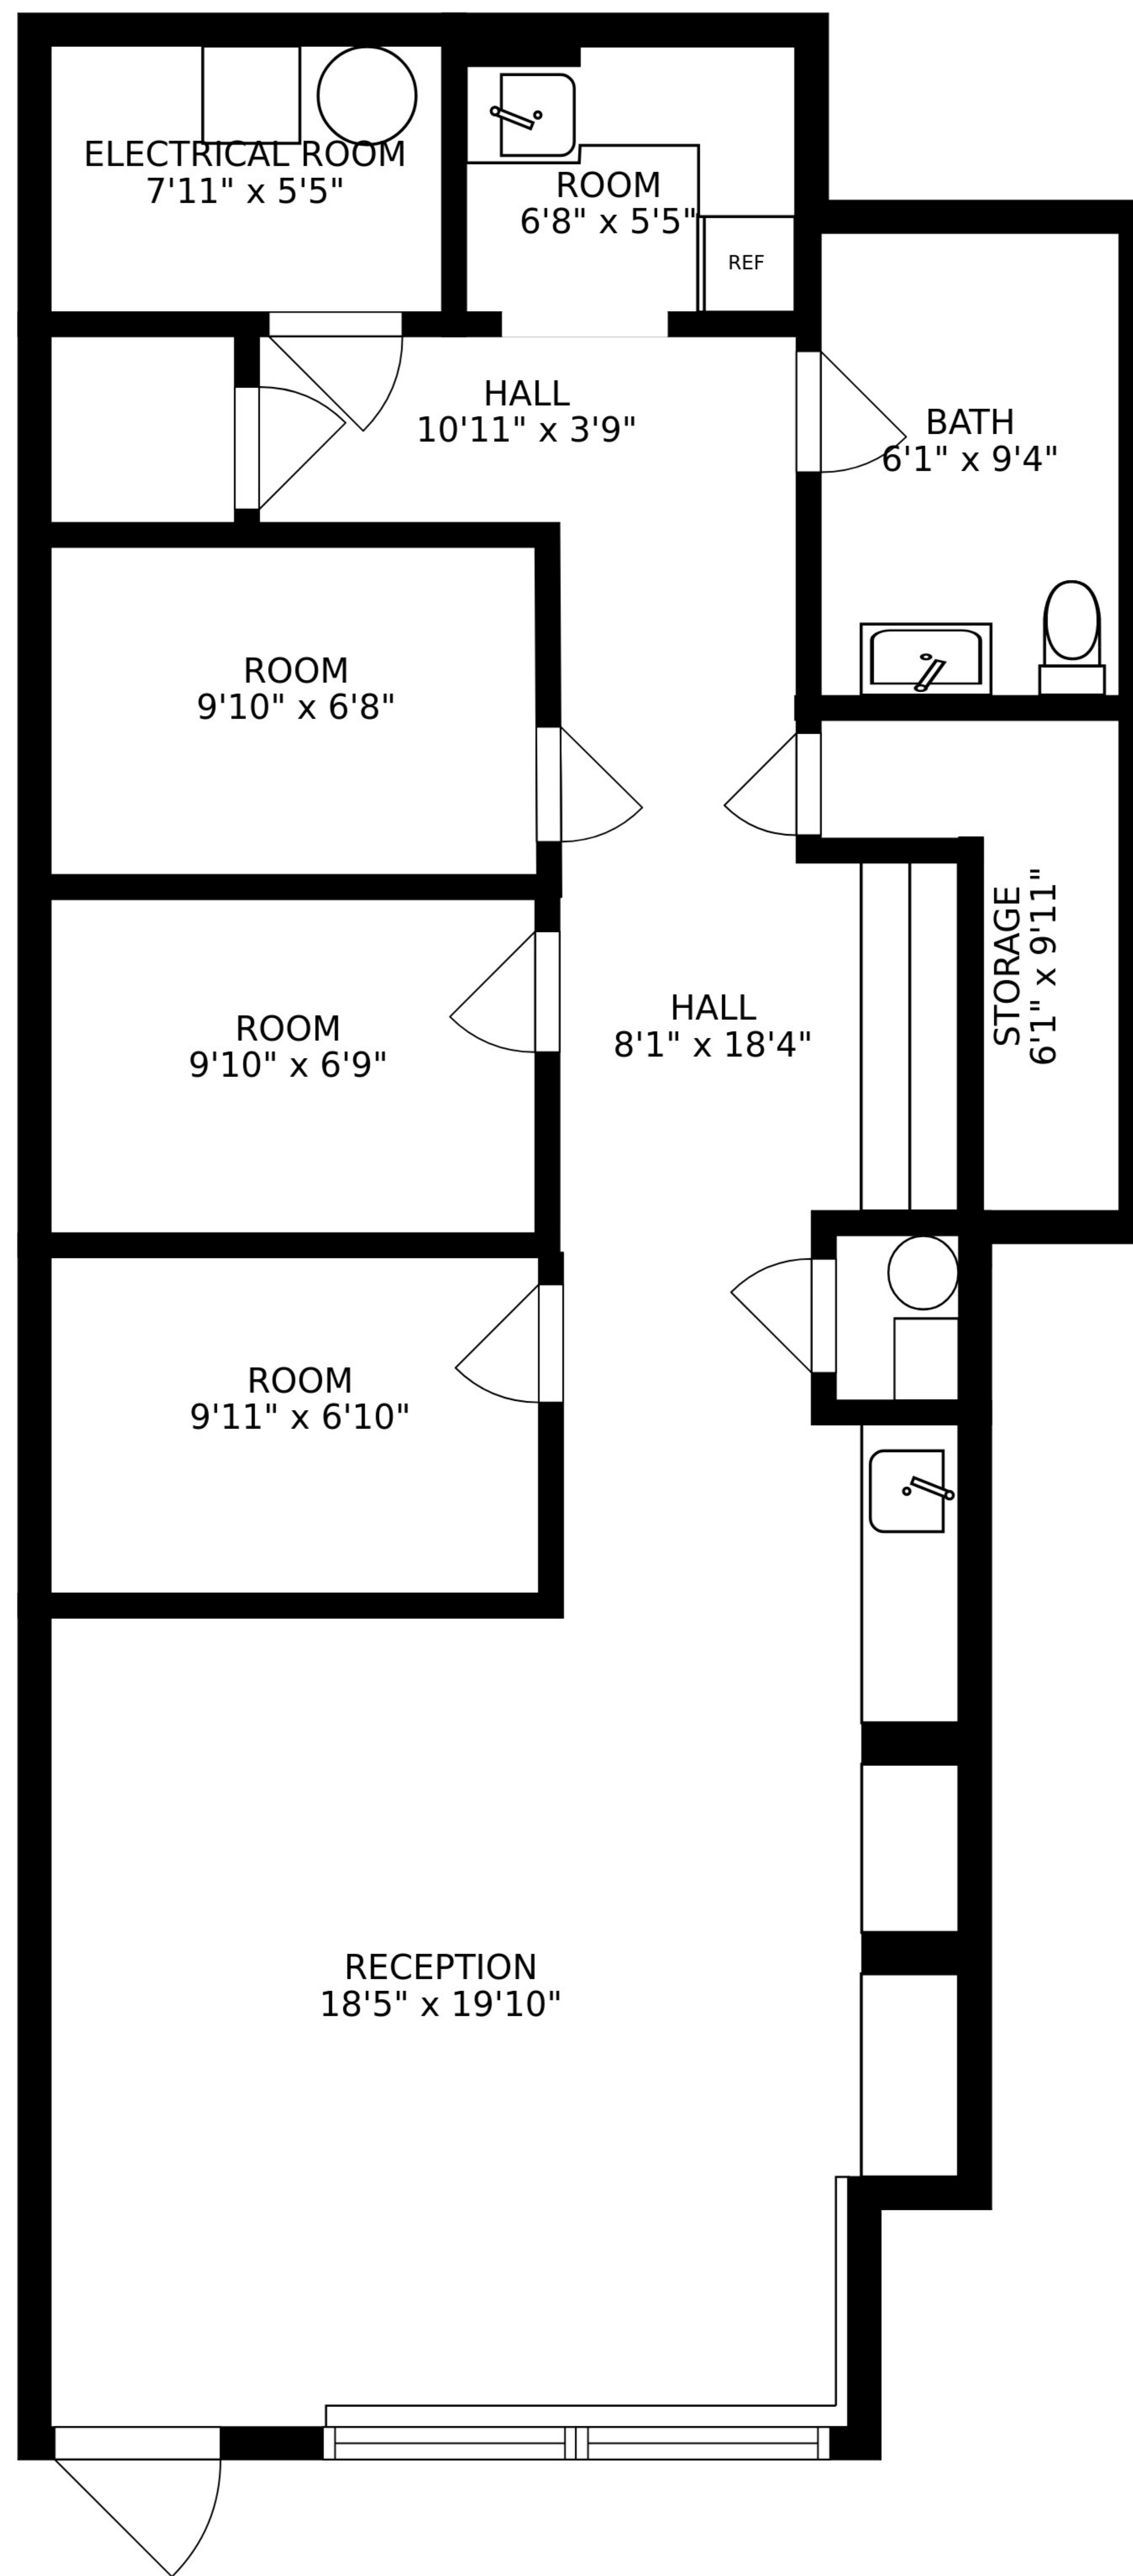 ELECTRICAL ROOM
7'11" x 5'5"
ROOM
6'8" x 5'5"
REF
HALL
10'11" x 3'9"
BATH
6'1" x 9'4"
ROOM
9'10" x 6'8"
STORAGE
6'1" x 9'11"
HALL
8'1" x 18'4"
ROOM
9'10" x 6'9"
ROOM
9'11" x 6'10"
RECEPTION
18'5" x 19'10"